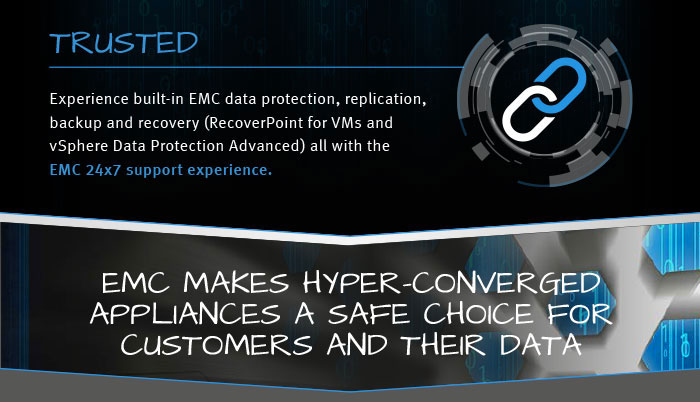 TRUSTED
Experience built-in EMC data protection, replication,
backup and recovery (RecoverPoint for VMs and
vSphere Data Protection Advanced) all with the
EMC 24x7 support experience.
EMC MAKES HYPER-CONVERGED
APPLIANCES A SAFE CHOICE FOR
CUSTOMERS AND THEIR DATA